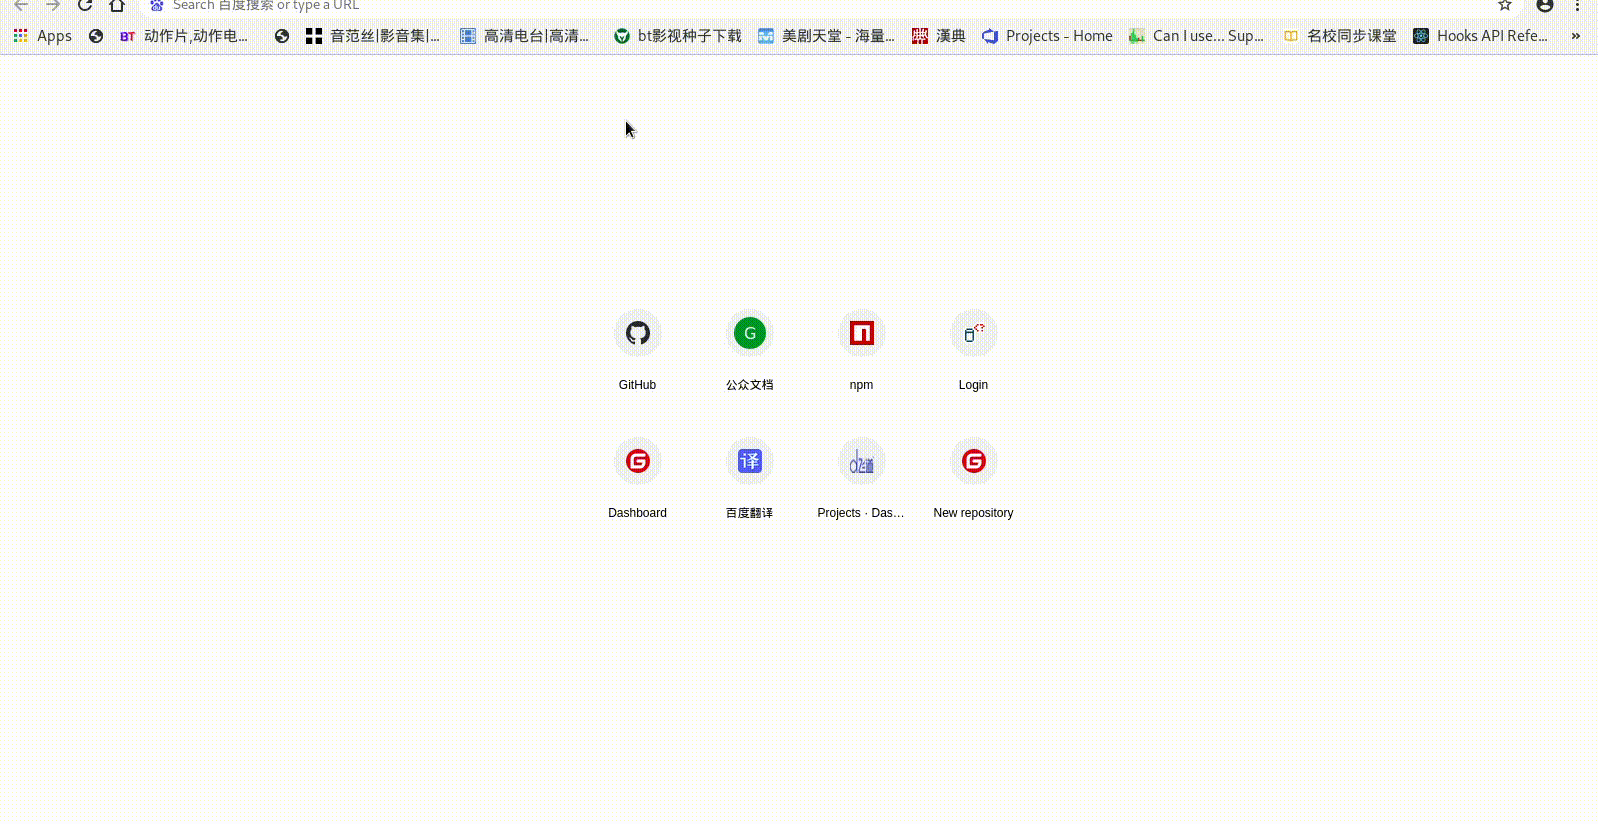 Search 百度搜索 or type a URL
Apps BT 动作片,动作电... 音范丝|影音集|... 高清电台|高清... bt影视种子下载 美剧天堂 - 海量... 漢典 Projects - Home Can I use... Sup... 名校同步课堂 Hooks API Refe... »
G
GitHub 公众文档 npm Login
译
Dashboard 百度翻译 Projects · Das... New repository